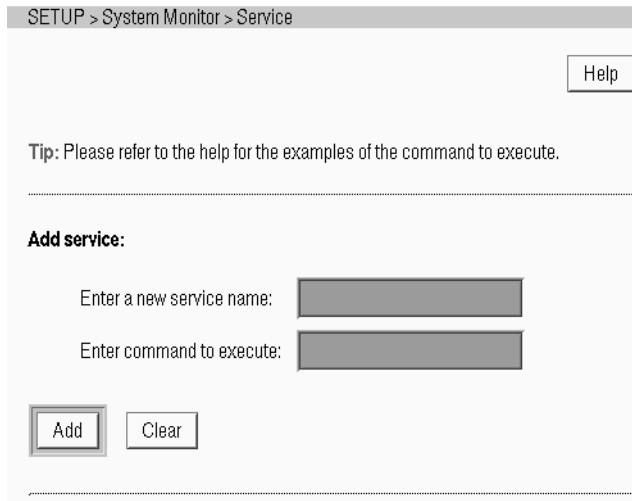 SETUP > System Monitor > Service
Help
Tip: Please refer to the help for the examples of the command to execute.
Add service:
Enter a new service name:
Enter command to execute:
Add Clear